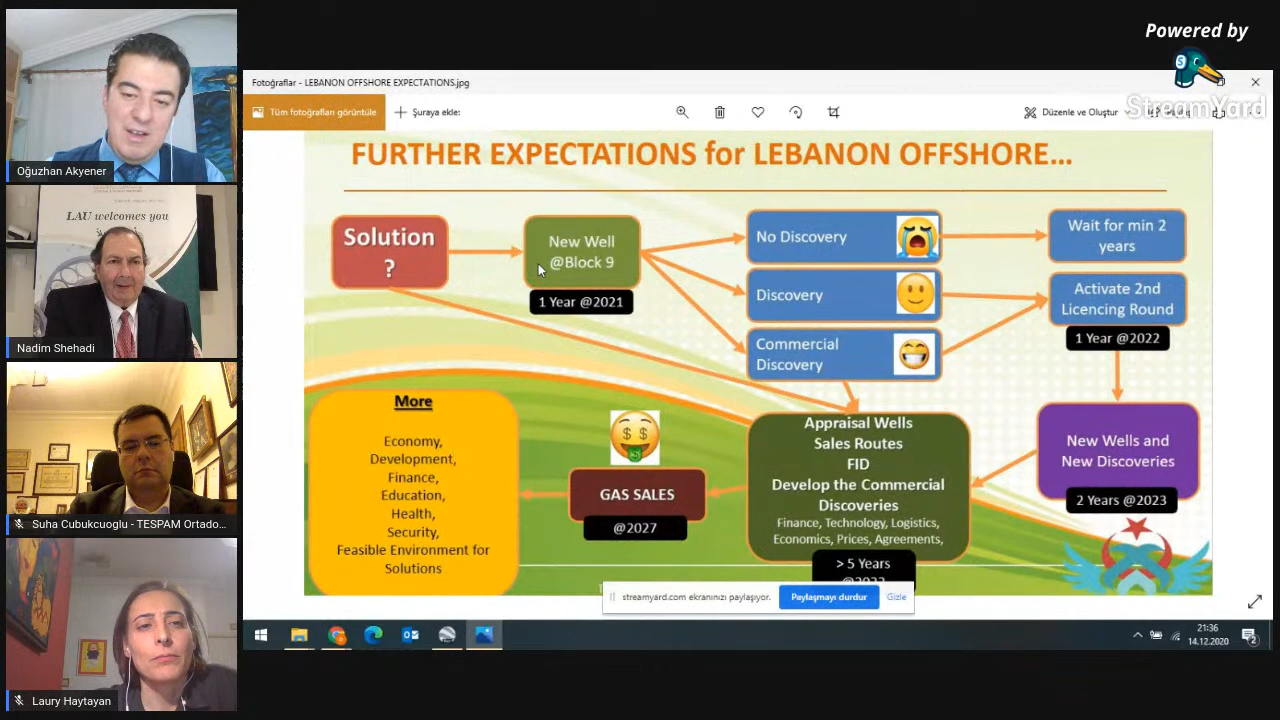 Powered by
StreamYard
Oğuzhan Akyener
LAU welcomes you
Nadim Shehadi
Suha Cubukcuoglu - TESPAM Ortado...
Laury Haytayan
Fotoğraflar - LEBANON OFFSHORE EXPECTATIONS.jpg
Tüm fotoğrafları görüntüle
Şuraya ekle:
Düzenle ve Oluştur
FURTHER EXPECTATIONS for LEBANON OFFSHORE...
Solution
?
New Well
@Block 9
1 Year @2021
No Discovery
Discovery
Commercial
Discovery
Wait for min 2
years
Activate 2nd
Licencing Round
1 Year @2022
New Wells and
New Discoveries
2 Years @2023
Appraisal Wells
Sales Routes
FID
Develop the Commercial
Discoveries
Finance, Technology, Logistics,
Economics, Prices, Agreements,
> 5 Years
GAS SALES
@2027
More
Economy,
Development,
Finance,
Education,
Health,
Security,
Feasible Environment for
Solutions
streamyard.com ekranınızı paylaşıyor.
Paylaşmayı durdur
Gizle
21:36
14.12.2020
2